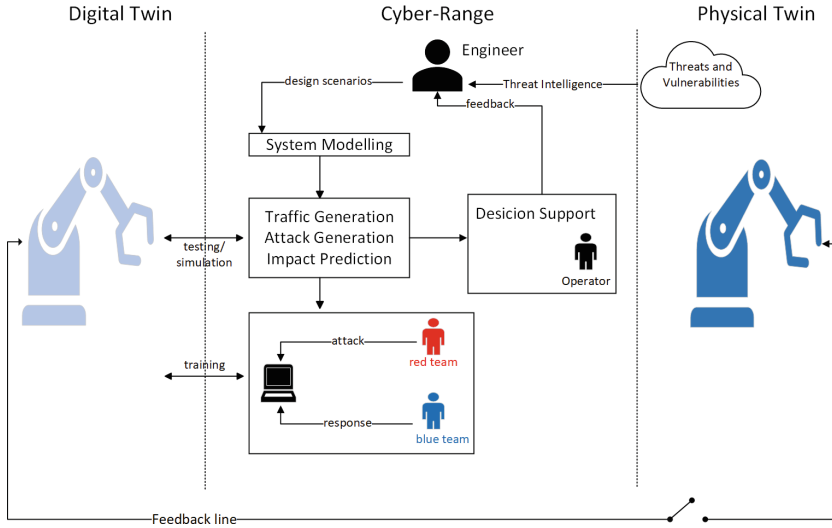 Digital Twin
Cyber-Range
Physical Twin
Engineer
design scenarios
Threat Intelligence
Threats and
Vulnerabilities
feedback
System Modelling
Traffic Generation
Attack Generation
Impact Prediction
Desicion Support
Operator
testing/
simulation
attack
red team
training
response
blue team
Feedback line